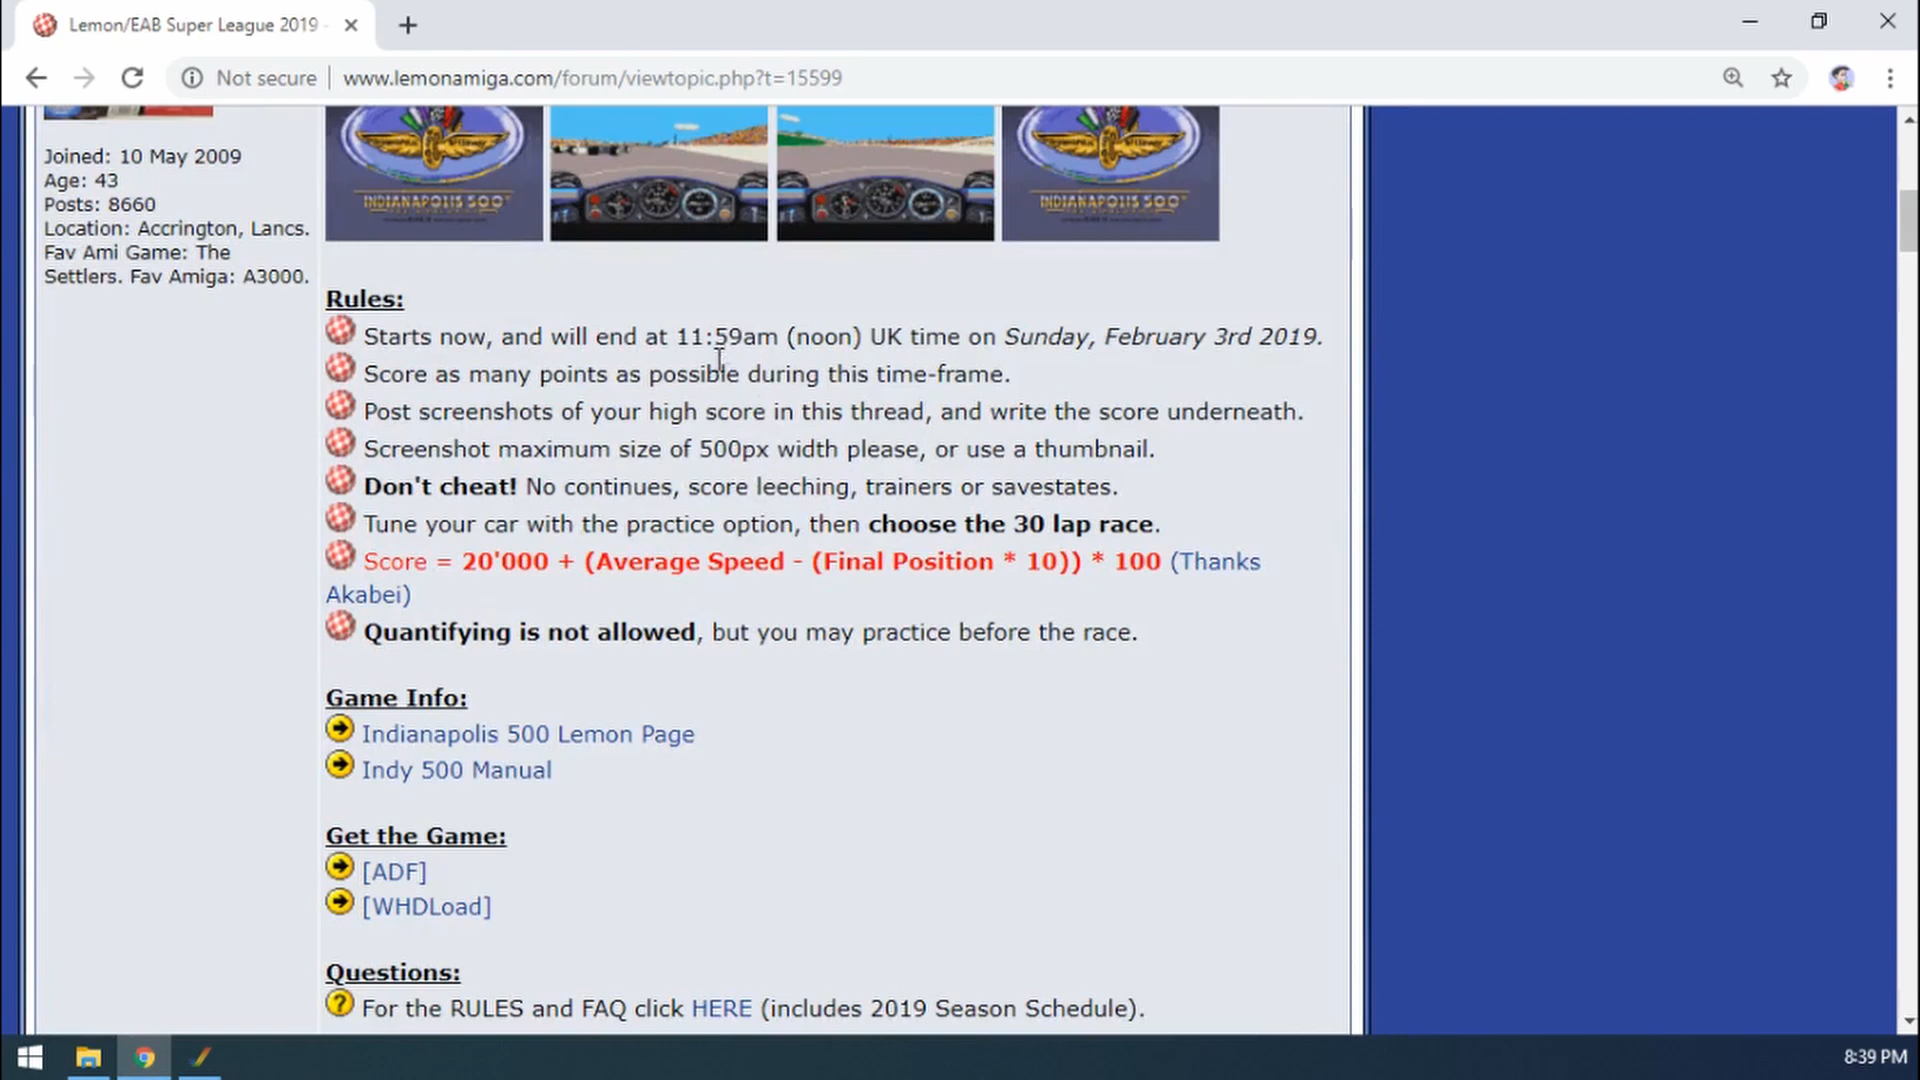 Lemon/EAB Super League 2019 -
Not secure | www.lemonamiga.com/forum/viewtopic.php?t=15599
INDIANAPOLIS 500
INDIANAPOLIS 500
Joined: 10 May 2009
Age: 43
Posts: 8660
Location: Accrington, Lancs.
Fav Ami Game: The
Settlers. Fav Amiga: A3000.
Rules:
Starts now, and will end at 11:59am (noon) UK time on Sunday, February 3rd 2019.
Score as many points as possible during this time-frame.
Post screenshots of your high score in this thread, and write the score underneath.
Screenshot maximum size of 500px width please, or use a thumbnail.
Don't cheat! No continues, score leeching, trainers or savestates.
Tune your car with the practice option, then choose the 30 lap race.
Score = 20'000 + (Average Speed - (Final Position * 10)) * 100 (Thanks
Akabei)
Quantifying is not allowed, but you may practice before the race.
Game Info:
Indianapolis 500 Lemon Page
Indy 500 Manual
Get the Game:
[ADF]
[WHDLoad]
Questions:
? For the RULES and FAQ click HERE (includes 2019 Season Schedule).
8:39 PM